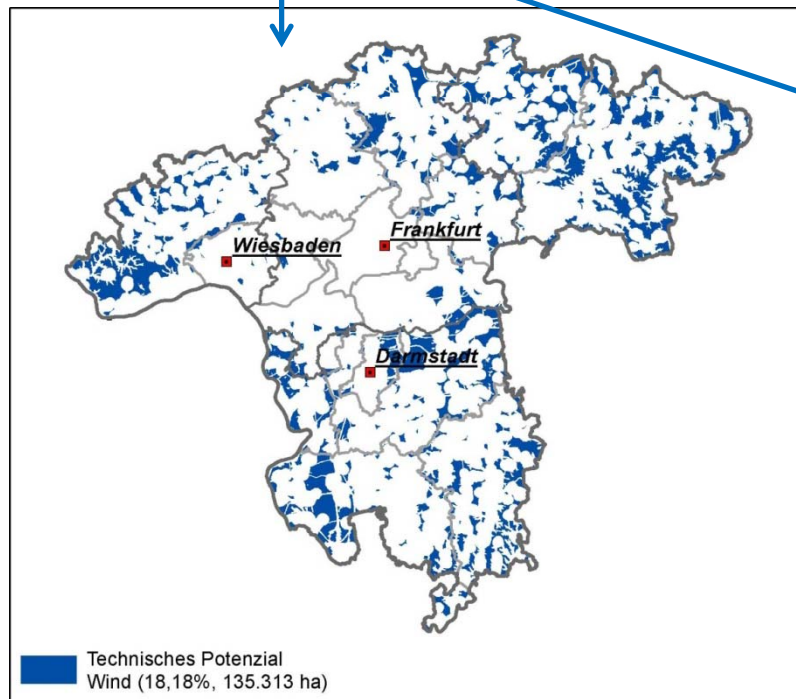 Frankfurt
Wiesbaden
Darmstadt
Technisches Potenzial
Wind (18,18%, 135.313 ha)